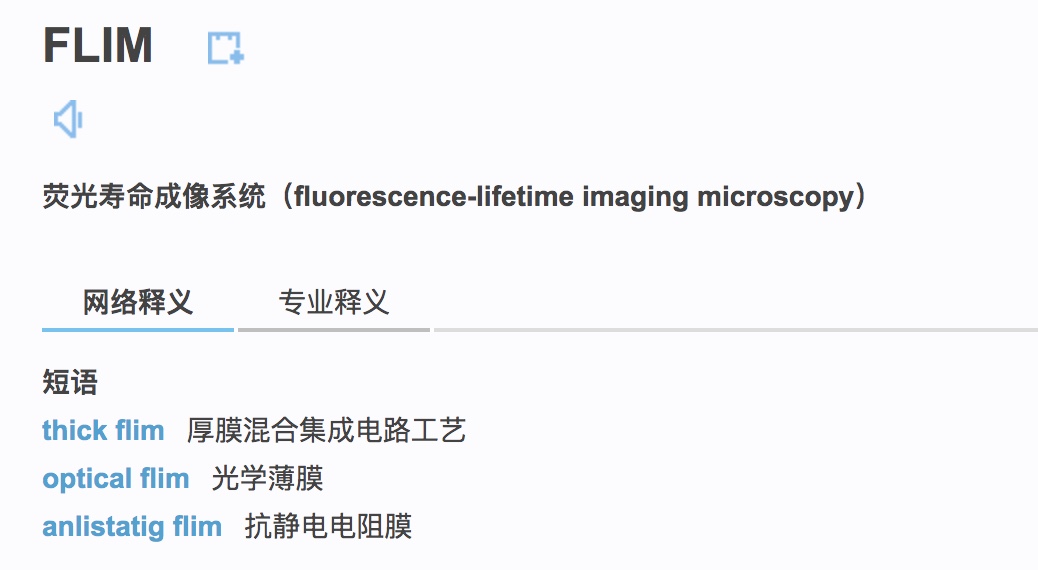 FLIM
荧光寿命成像系统（fluorescence-lifetime imaging microscopy）
网络释义 专业释义
短语
thick flim 厚膜混合集成电路工艺
optical flim 光学薄膜
anlistatig flim 抗静电电阻膜